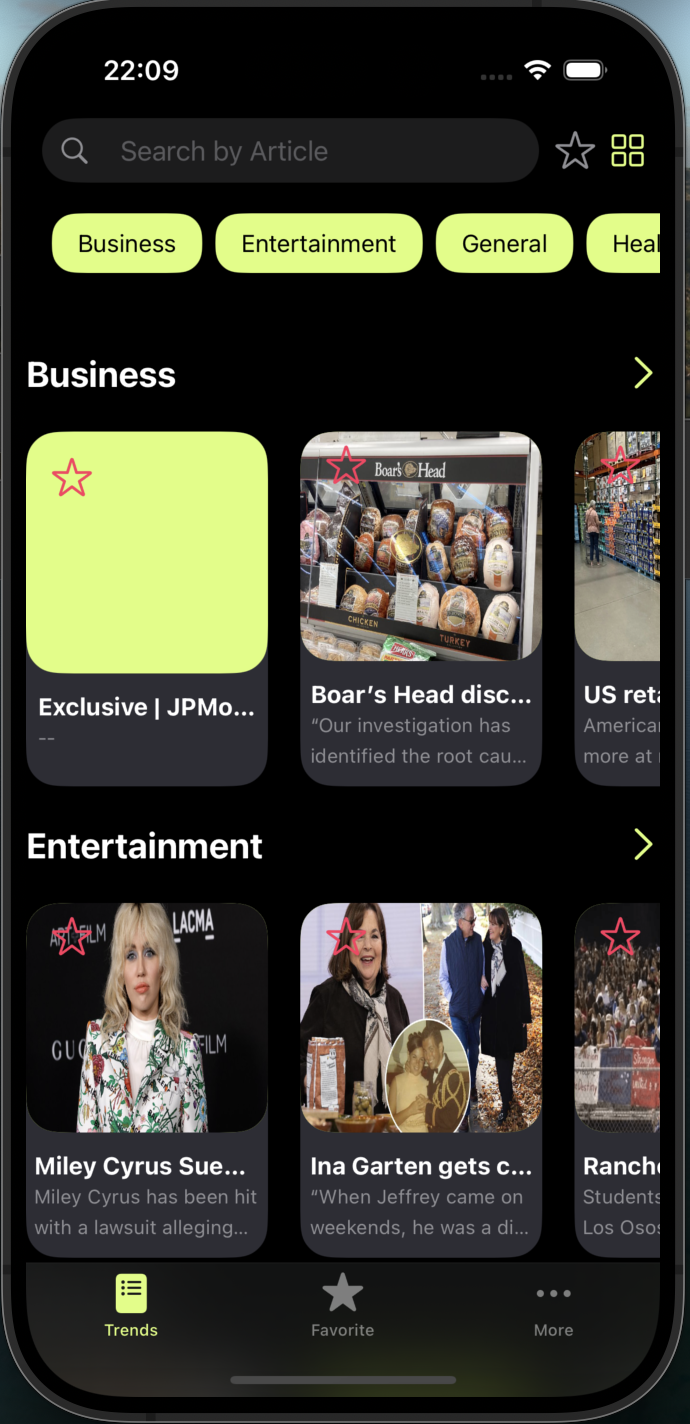 22:09
Search by Article
Business
Entertainment
General
Heal
Business
Boar's Head
CHICKEN
TURKEY
Exclusive | JPMo...
--
Boar’s Head disc...
“Our investigation has
identified the root cau...
US reta
American
more at
Entertainment
ART+FILM
LACMA
GUC
FILM
Miley Cyrus Sue...
Miley Cyrus has been hit
with a lawsuit alleging...
Ina Garten gets c...
“When Jeffrey came on
weekends, he was a di...
Ranch
Students
Los Osos
Trends
Favorite
More